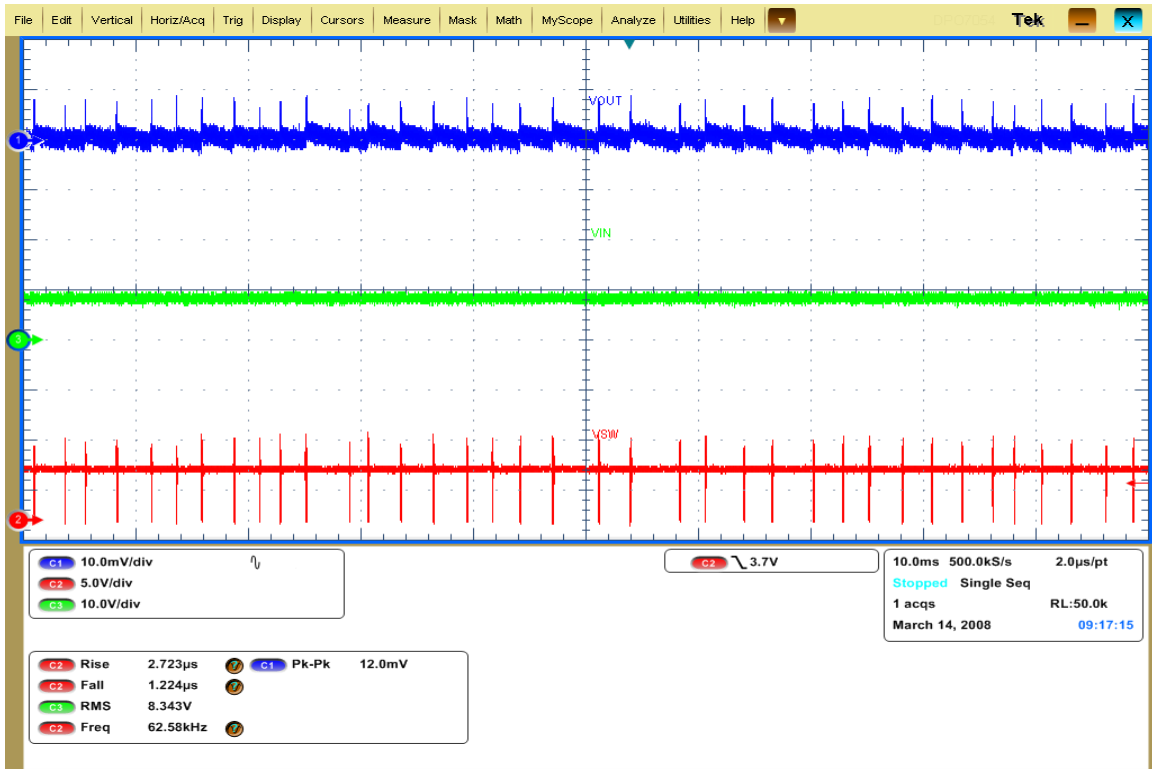 File Edit Vertical Horiz/Acq Trig Display Cursors Measure Mask Math MyScope Analyze Utilities Help Tek X
VOUT
1
VIN
3
VSW
2
C1 10.0mV/div
C2 5.0V/div
C3 10.0V/div
C2 3.7V
10.0ms 500.0kS/s 2.0µs/pt
Stopped Single Seq
1 acqs RL:50.0k
March 14, 2008 09:17:15
C2 Rise 2.723µs C1 Pk-Pk 12.0mV
C2 Fall 1.224µs
C3 RMS 8.343V
C2 Freq 62.58kHz